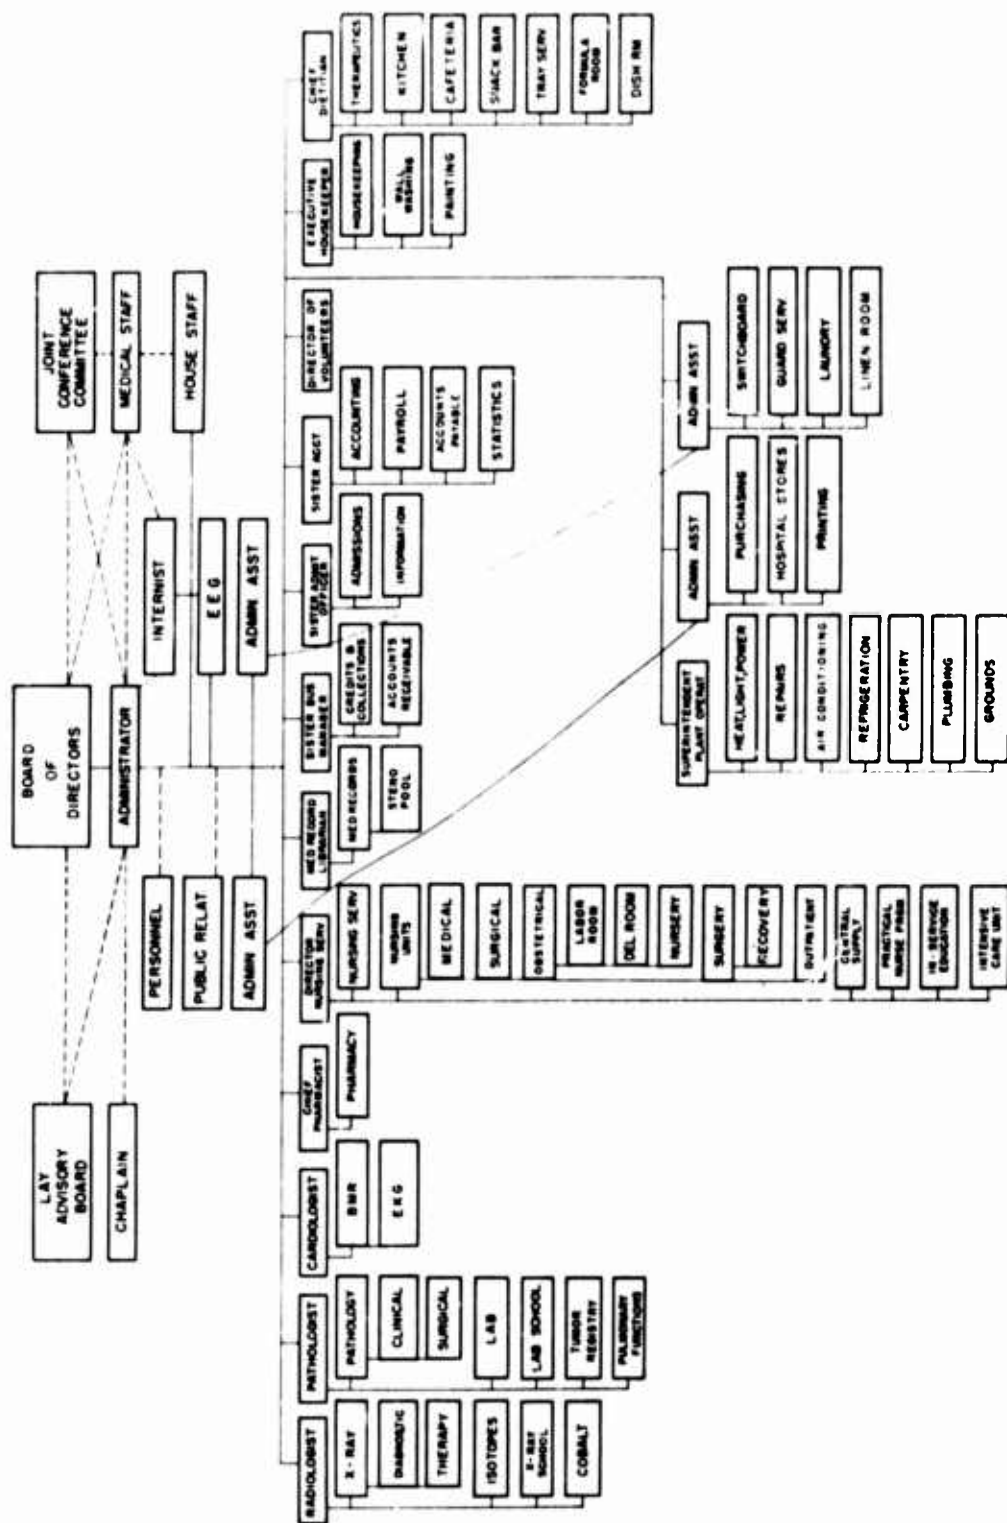 LAY
ADVISORY
BOARD
BOARD
OF
DIRECTORS
JOINT
CONFERENCE
COMMITTEE
CHAPLAIN
ADMINISTRATOR
MEDICAL STAFF
PERSONNEL
INTERNIST
HOUSE STAFF
PUBLIC RELAT
EEG
ADMIN ASST
ADMIN ASST
RADIOLOGIST
X-RAY
DIAGNOSTIC
THERAPY
ISOTOPES
X-RAY
SCHOOL
COBALT
PATHOLOGIST
PATHOLOGY
CLINICAL
SURGICAL
LAB
LAB SCHOOL
TUMOR
REGISTRY
PULMONARY
FUNCTIONS
CARDIOLOGIST
BMR
EKG
CHIEF
PHARMACIST
PHARMACY
DIRECTOR
NURSING SERV
NURSING SERV
NURSING
UNITS
MEDICAL
SURGICAL
OBSTETRICAL
LABOR
ROOM
DEL ROOM
NURSERY
SURGERY
RECOVERY
OUTPATIENT
CENTRAL
SUPPLY
PRACTICAL
NURSE PRGM
IN-SERVICE
EDUCATION
INTENSIVE
CARE UNIT
MED RECORD
LIBRARIAN
MED RECORDS
STENO
POOL
SISTER BUS
MANAGER
CREDITS &
COLLECTIONS
ACCOUNTS
RECEIVABLE
SISTER ADMIT
OFFICER
ADMISSIONS
INFORMATION
SISTER ACCT
ACCOUNTING
PAYROLL
ACCOUNTS
PAYABLE
STATISTICS
DIRECTOR OF
VOLUNTEERS
EXECUTIVE
HOUSEKEEPER
HOUSEKEEPING
WALL
WASHING
PAINTING
CHIEF
DIETITIAN
THERAPEUTICS
KITCHEN
CAFETERIA
SNACK BAR
TRAY SERV
FORMULA
ROOM
DISH RM
SUPERINTENDENT
PLANT OPERAT
HEAT,LIGHT,POWER
REPAIRS
AIR CONDITIONING
REFRIGERATION
CARPENTRY
PLUMBING
GROUNDS
ADMIN ASST
PURCHASING
HOSPITAL STORES
PRINTING
ADMIN ASST
SWITCHBOARD
GUARD SERV
LAUNDRY
LINEN ROOM